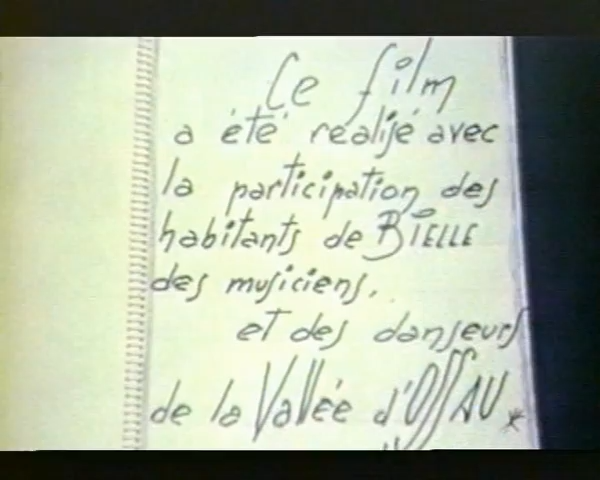 Ce film
a été réalisé avec
la participation des
habitants de BIELLE
des musiciens,
et des danseurs
de la Vallée d'OSSAU *